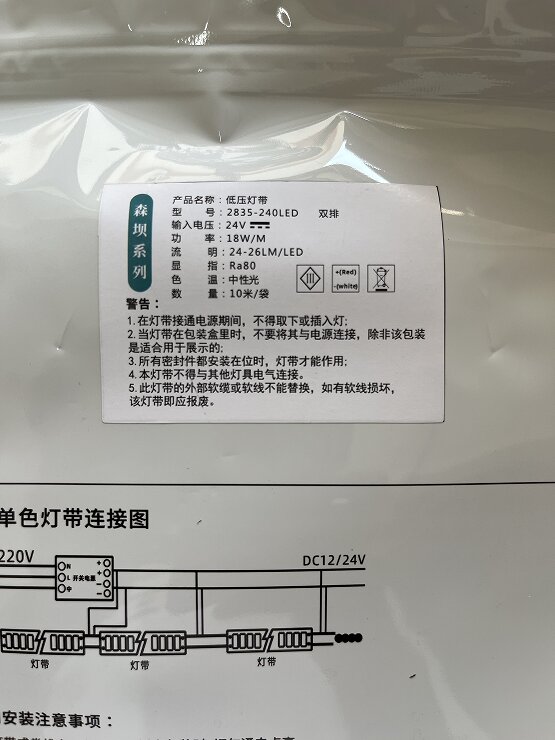 森坝系列
产品名称：低压灯带
型 号：2835-240LED 双排
输入电压：24V
功 率：18W/M
流 明：24-26LM/LED
显 指：Ra80
色 温：中性光
数 量：10米/袋
III
+(Red)
-(white)
警告：
1. 在灯带接通电源期间，不得取下或插入灯;
2. 当灯带在包装盒里时，不要将其与电源连接，除非该包装
是适合用于展示的;
3. 所有密封件都安装在位时，灯带才能作用;
4. 本灯带不得与其他灯具电气连接。
5. 此灯带的外部软缆或软线不能替换，如有软线损坏，
该灯带即应报废。
单色灯带连接图
220V
DC12/24V
N
L
开关电源
+
+
-
-
灯带
灯带
灯带
安装注意事项：